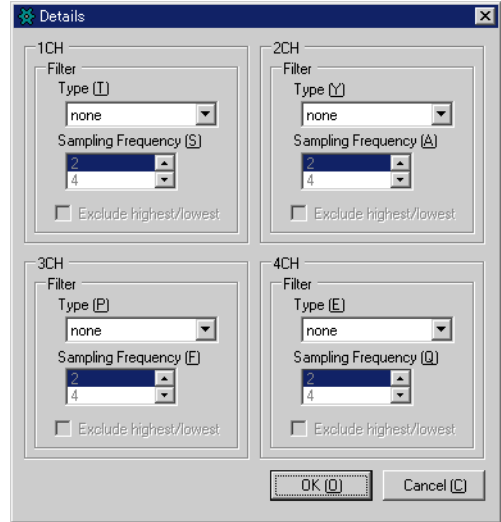 Details
1CH
Filter
Type (T)
none
Sampling Frequency (S)
2
4
Exclude highest/lowest
2CH
Filter
Type (Y)
none
Sampling Frequency (A)
2
4
Exclude highest/lowest
3CH
Filter
Type (P)
none
Sampling Frequency (F)
2
4
Exclude highest/lowest
4CH
Filter
Type (E)
none
Sampling Frequency (Q)
2
4
Exclude highest/lowest
OK (O)
Cancel (C)